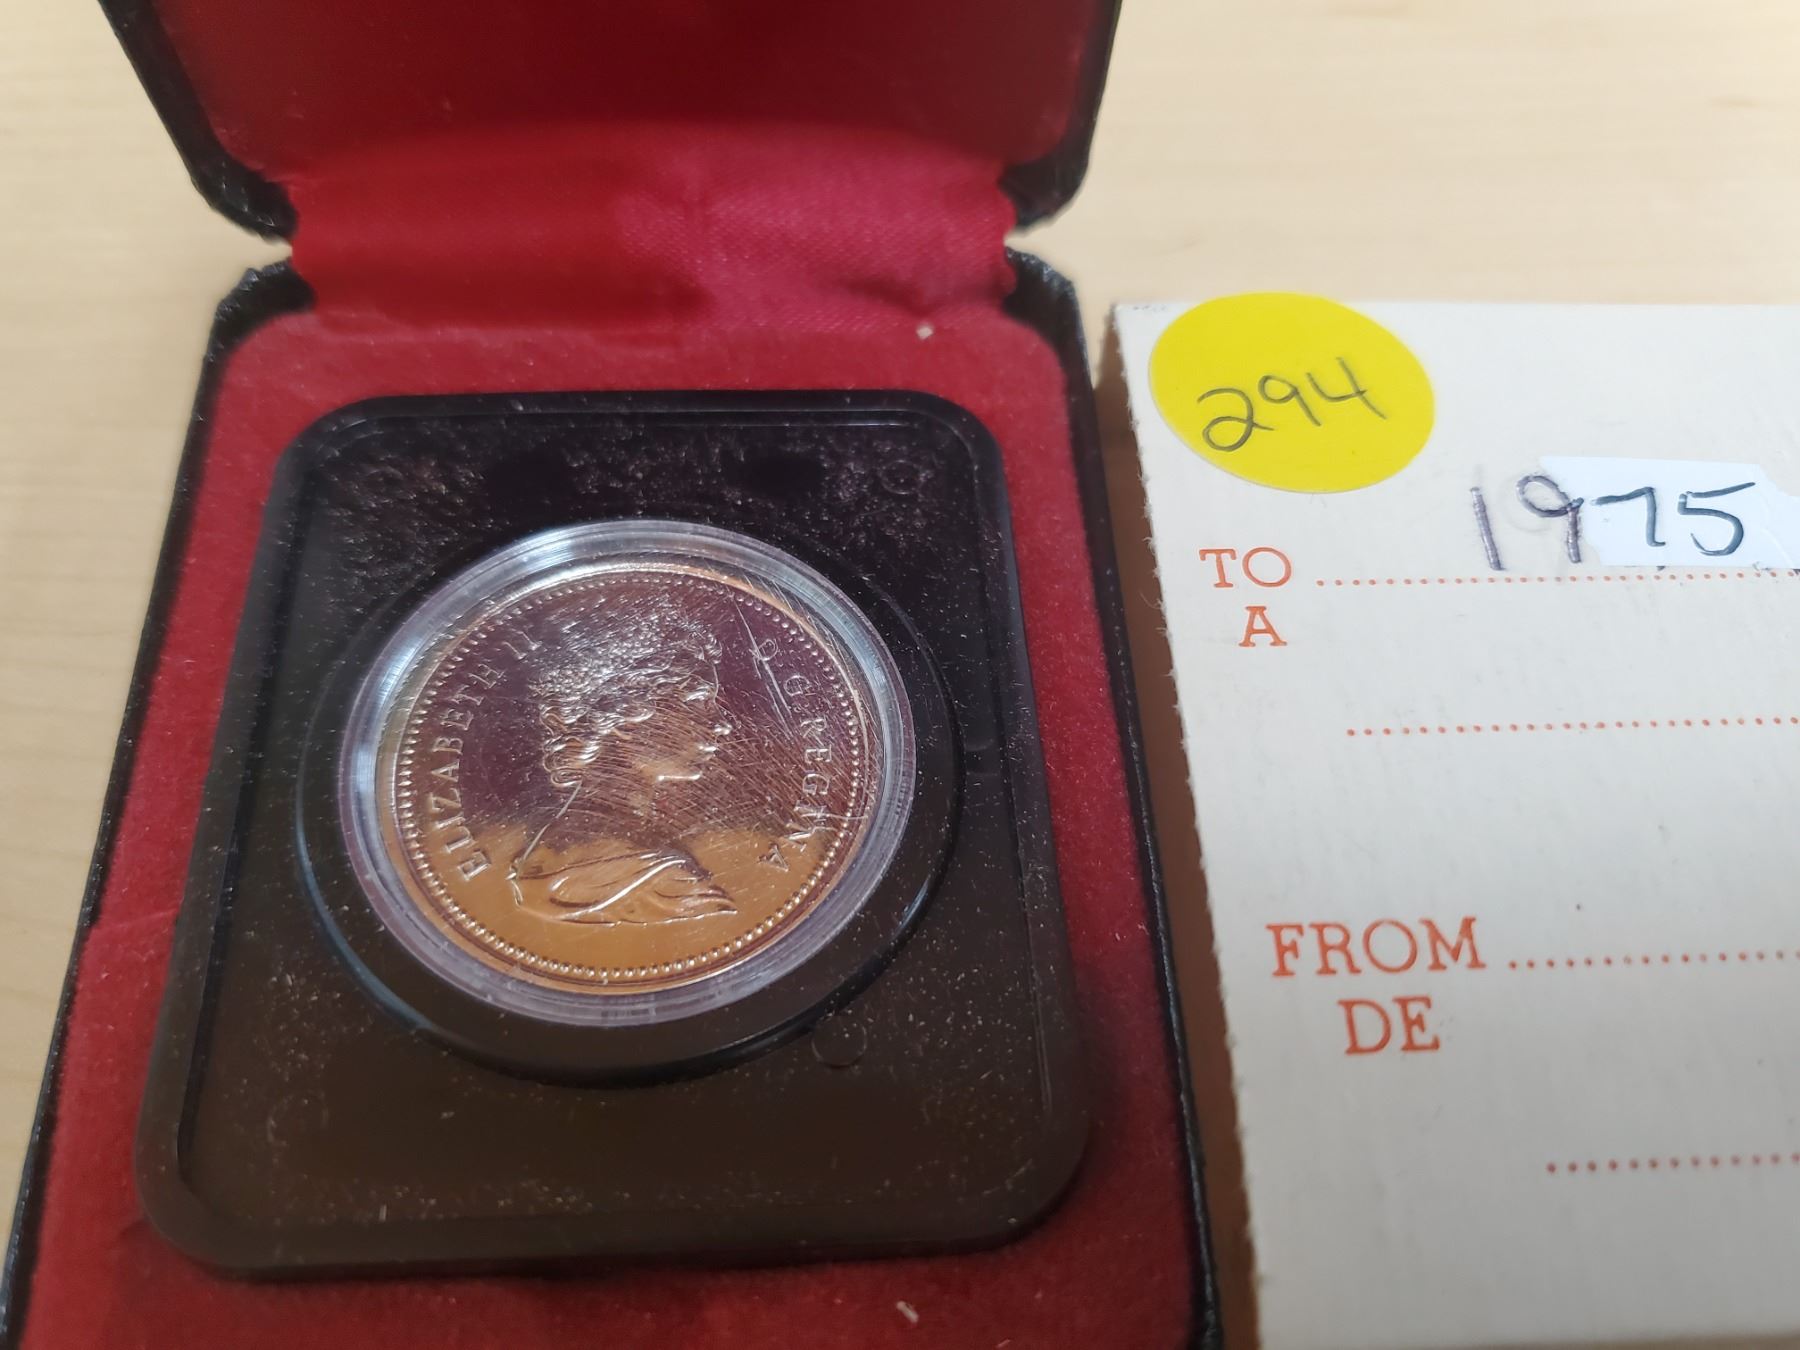 ELIZABETH II D·G·REGINA
294
1975
TO
A
FROM
DE